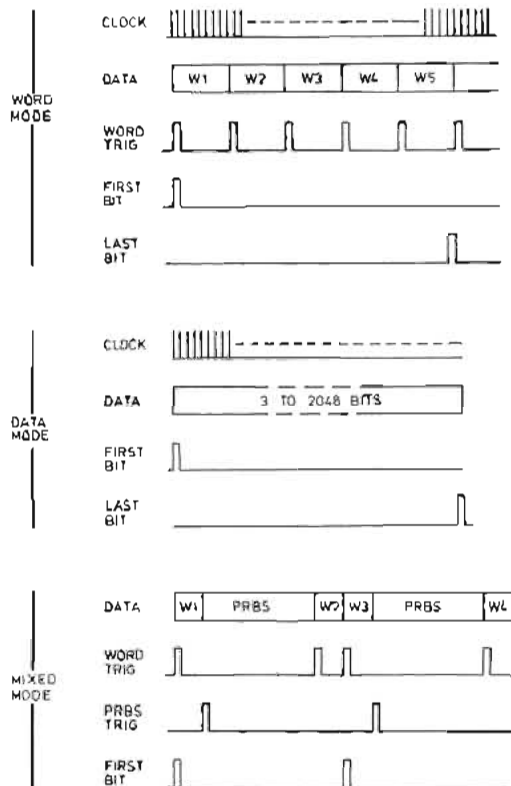 CLOCK
DATA W1 W2 W3 W4 W5
WORD MODE
WORD TRIG
FIRST BIT
LAST BIT
CLOCK
DATA 3 TO 2048 BITS
DATA MODE
FIRST BIT
LAST BIT
DATA W1 PRBS W2 W3 PRBS W4
WORD TRIG
MIXED MODE
PRBS TRIG
FIRST BIT